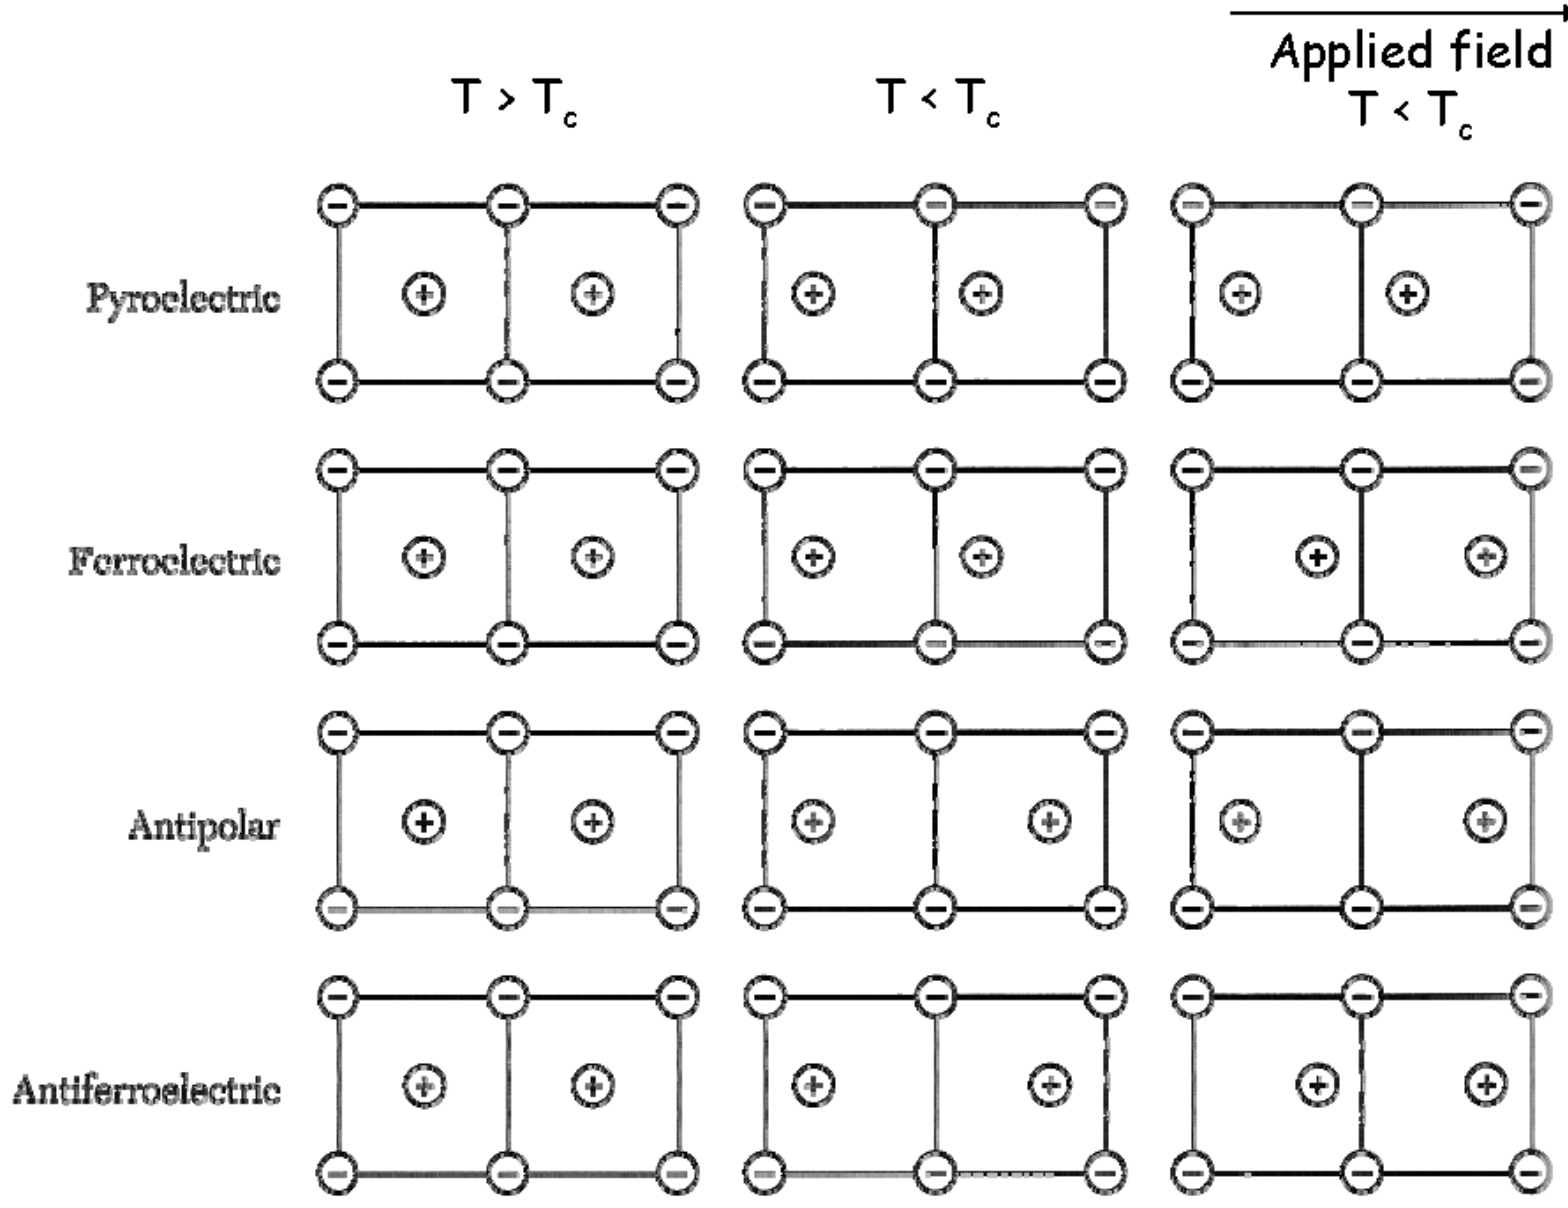 Applied field
T > Tc
T < Tc
T < Tc
Pyroelectric
Ferroelectric
Antipolar
Antiferroelectric